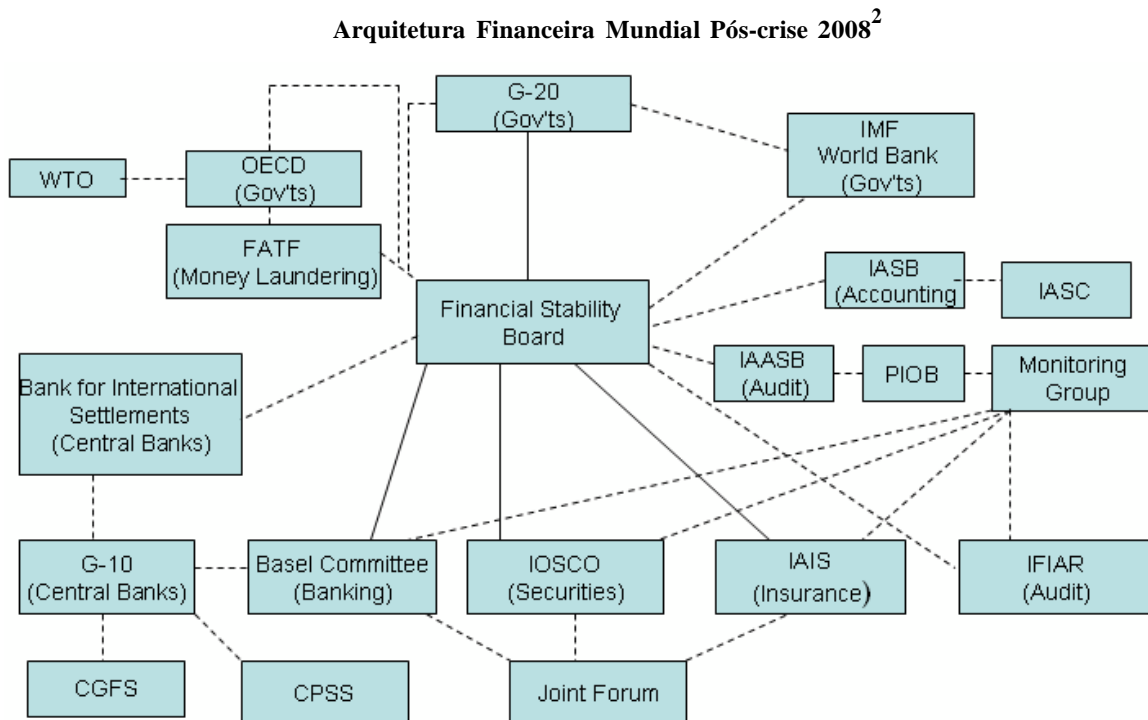 Arquitetura Financeira Mundial Pós-crise 2008²
G-20
(Gov'ts)
IMF
World Bank
(Gov'ts)
WTO
OECD
(Gov'ts)
FATF
(Money Laundering)
IASB
(Accounting
IASC
Financial Stability
Board
IAASB
(Audit)
PIOB
Monitoring
Group
Bank for International
Settlements
(Central Banks)
G-10
(Central Banks)
Basel Committee
(Banking)
IOSCO
(Securities)
IAIS
(Insurance)
IFIAR
(Audit)
CGFS
CPSS
Joint Forum